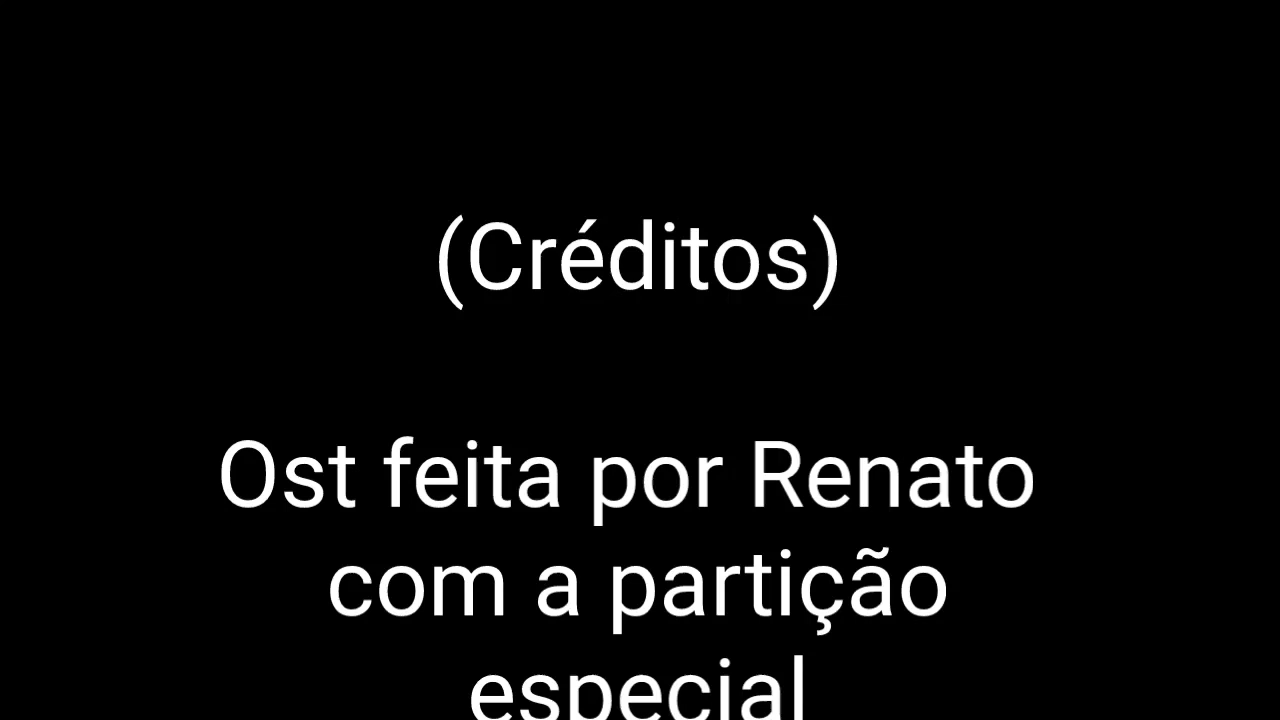 (Créditos)
Ost feita por Renato
com a partição
especial